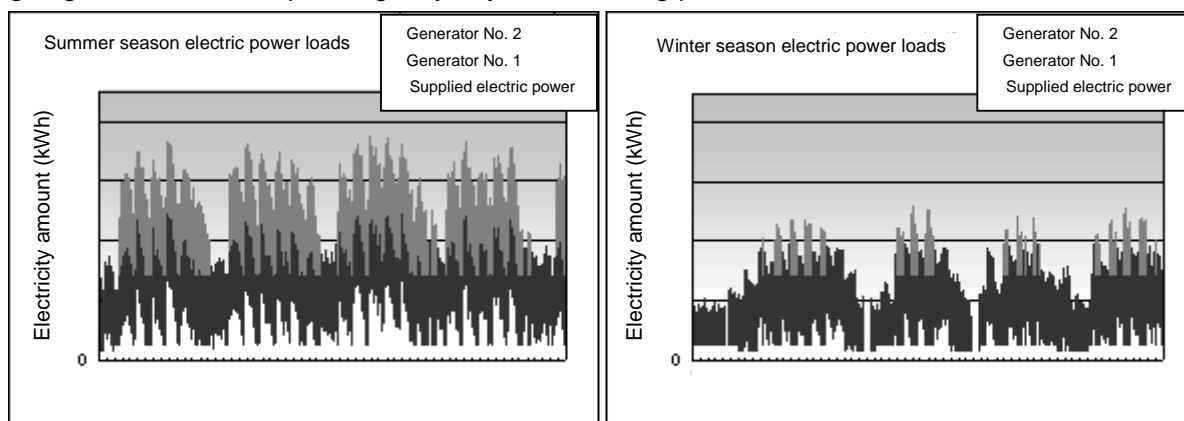 Summer season electric power loads
Generator No. 2
Generator No. 1
Supplied electric power
Electricity amount (kWh)
0
Winter season electric power loads
Generator No. 2
Generator No. 1
Supplied electric power
Electricity amount (kWh)
0